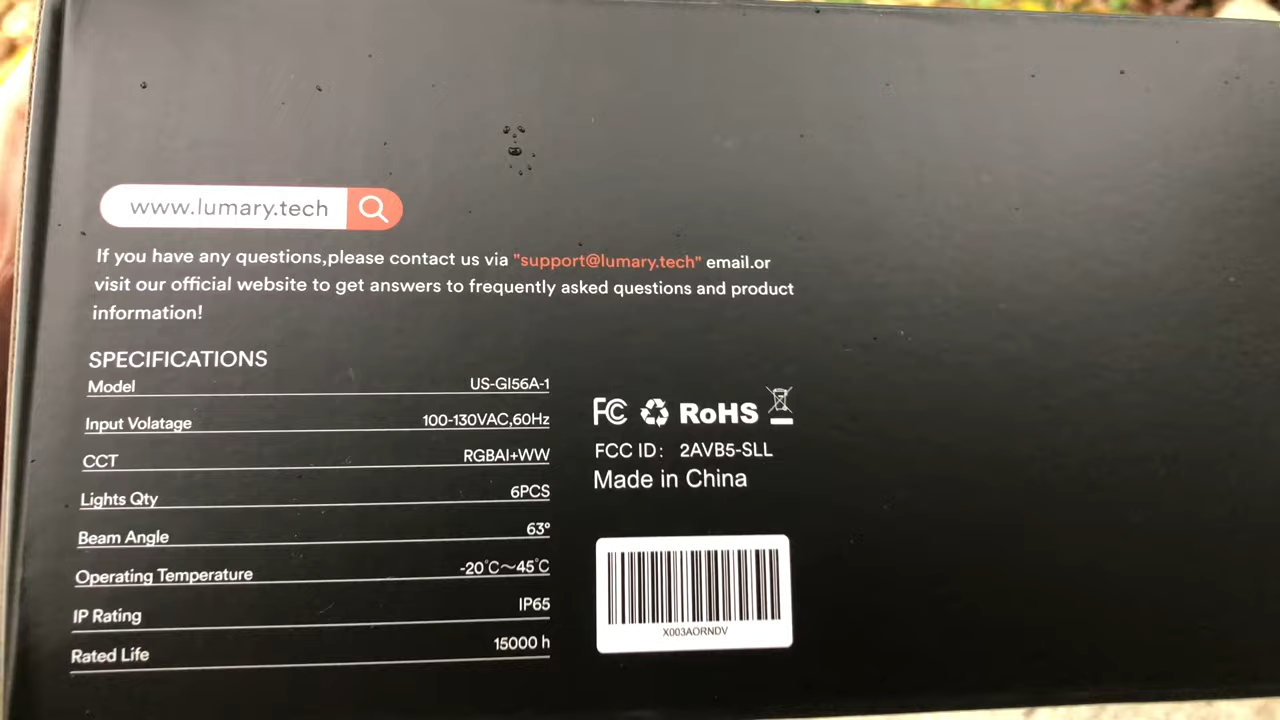 www.lumary.tech
If you have any questions,please contact us via "support@lumary.tech" email.or
visit our official website to get answers to frequently asked questions and product
information!
SPECIFICATIONS
Model US-GI56A-1
Input Volatage 100-130VAC,60Hz
CCT RGBAI+WW
Lights Qty 6PCS
Beam Angle 63°
Operating Temperature -20°C～45°C
IP Rating IP65
Rated Life 15000 h
FC RoHS
FCC ID: 2AVB5-SLL
Made in China
X003AORNDV